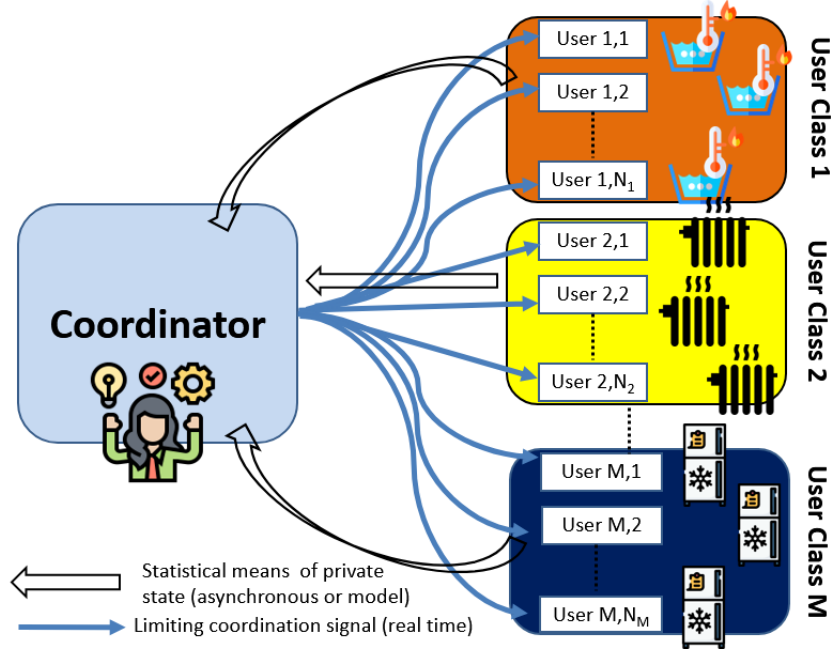 User 1,1
User 1,2
User 1,N₁
User Class 1
User 2,1
User 2,2
User 2,N₂
User Class 2
Coordinator
User M,1
User M,2
User M,Nᴍ
User Class M
Statistical means of private
state (asynchronous or model)
Limiting coordination signal (real time)